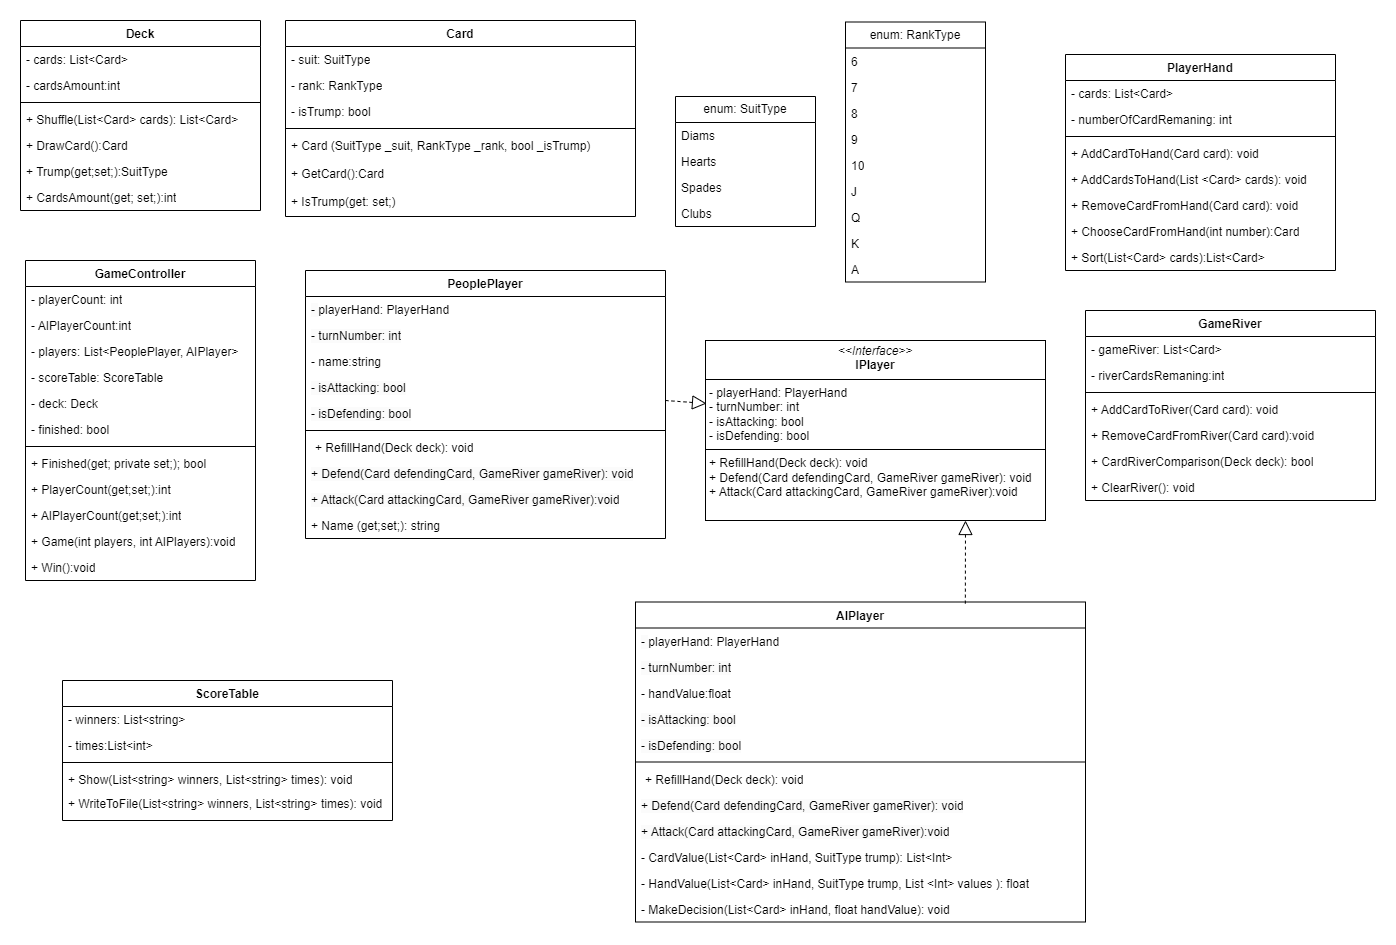 Deck
- cards: List<Card>
- cardsAmount:int
+ Shuffle(List<Card> cards): List<Card>
+ DrawCard():Card
+ Trump(get;set;):SuitType
+ CardsAmount(get; set;):int
Card
- suit: SuitType
- rank: RankType
- isTrump: bool
+ Card (SuitType _suit, RankType _rank, bool _isTrump)
+ GetCard():Card
+ IsTrump(get: set;)
enum: SuitType
Diams
Hearts
Spades
Clubs
enum: RankType
6
7
8
9
10
J
Q
K
A
PlayerHand
- cards: List<Card>
- numberOfCardRemaning: int
+ AddCardToHand(Card card): void
+ AddCardsToHand(List <Card> cards): void
+ RemoveCardFromHand(Card card): void
+ ChooseCardFromHand(int number):Card
+ Sort(List<Card> cards):List<Card>
GameController
- playerCount: int
- AIPlayerCount:int
- players: List<PeoplePlayer, AIPlayer>
- scoreTable: ScoreTable
- deck: Deck
- finished: bool
+ Finished(get; private set;); bool
+ PlayerCount(get;set;):int
+ AIPlayerCount(get;set;):int
+ Game(int players, int AIPlayers):void
+ Win():void
PeoplePlayer
- playerHand: PlayerHand
- turnNumber: int
- name:string
- isAttacking: bool
- isDefending: bool
+ RefillHand(Deck deck): void
+ Defend(Card defendingCard, GameRiver gameRiver): void
+ Attack(Card attackingCard, GameRiver gameRiver):void
+ Name (get;set;): string
<<Interface>>
IPlayer
- playerHand: PlayerHand
- turnNumber: int
- isAttacking: bool
- isDefending: bool
+ RefillHand(Deck deck): void
+ Defend(Card defendingCard, GameRiver gameRiver): void
+ Attack(Card attackingCard, GameRiver gameRiver):void
GameRiver
- gameRiver: List<Card>
- riverCardsRemaning:int
+ AddCardToRiver(Card card): void
+ RemoveCardFromRiver(Card card):void
+ CardRiverComparison(Deck deck): bool
+ ClearRiver(): void
AIPlayer
- playerHand: PlayerHand
- turnNumber: int
- handValue:float
- isAttacking: bool
- isDefending: bool
+ RefillHand(Deck deck): void
+ Defend(Card defendingCard, GameRiver gameRiver): void
+ Attack(Card attackingCard, GameRiver gameRiver):void
- CardValue(List<Card> inHand, SuitType trump): List<Int>
- HandValue(List<Card> inHand, SuitType trump, List <Int> values ): float
- MakeDecision(List<Card> inHand, float handValue): void
ScoreTable
- winners: List<string>
- times:List<int>
+ Show(List<string> winners, List<string> times): void
+ WriteToFile(List<string> winners, List<string> times): void